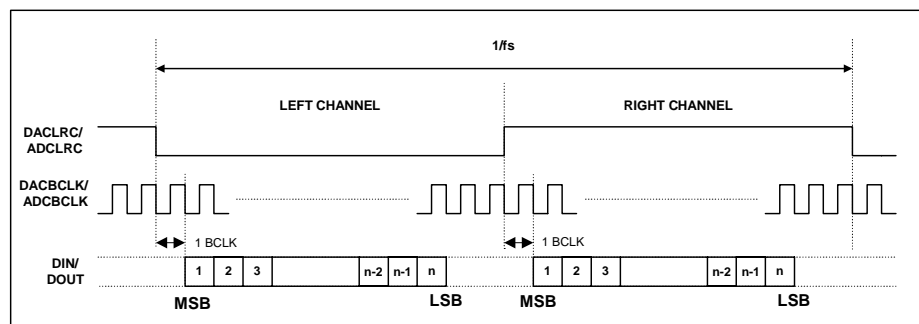 1/fs
LEFT CHANNEL
RIGHT CHANNEL
DACLRC/
ADCLRC
DACBCLK/
ADCBCLK
1 BCLK
1 BCLK
DIN/
DOUT
1 2 3 n-2 n-1 n
1 2 3 n-2 n-1 n
MSB
LSB
MSB
LSB